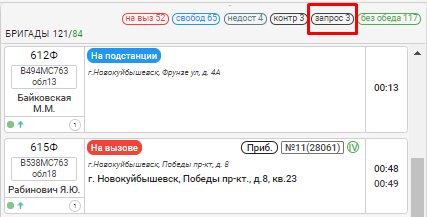 на выз 52 свобод 65 недост 4 контр 3 запрос 3 без обеда 117
БРИГАДЫ 121/84
612Ф На подстанции
В494МС763
обл13
г.Новокуйбышевск, Фрунзе ул, д. 4А
00:13
Байковская
М.М.
1
615Ф На вызове Приб. №11(28061) IV
В538МС763
обл18
г.Новокуйбышевск, Победы пр-кт, д. 8
г. Новокуйбышевск, Победы пр-кт., д.8, кв.23
00:48
00:49
Рабинович Я.Ю.
1